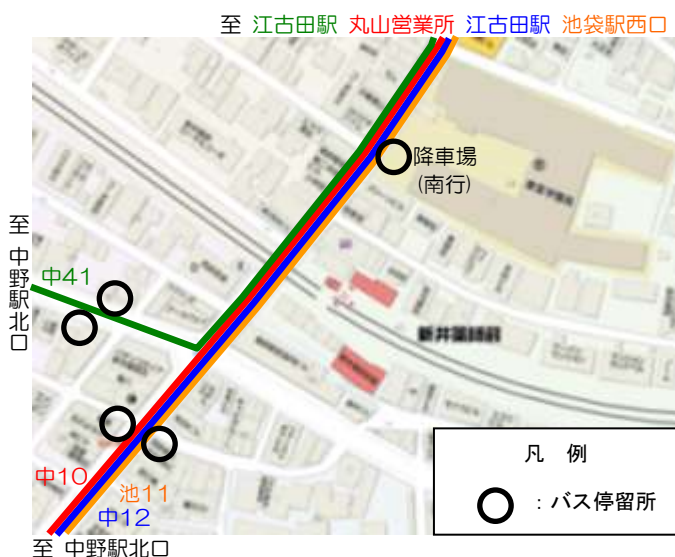 至 江古田駅 丸山営業所 江古田駅 池袋駅西口
降車場
(南行)
至 中野駅北口
中41
新井薬師前
中10
池11
中12
至 中野駅北口
凡 例
：バス停留所